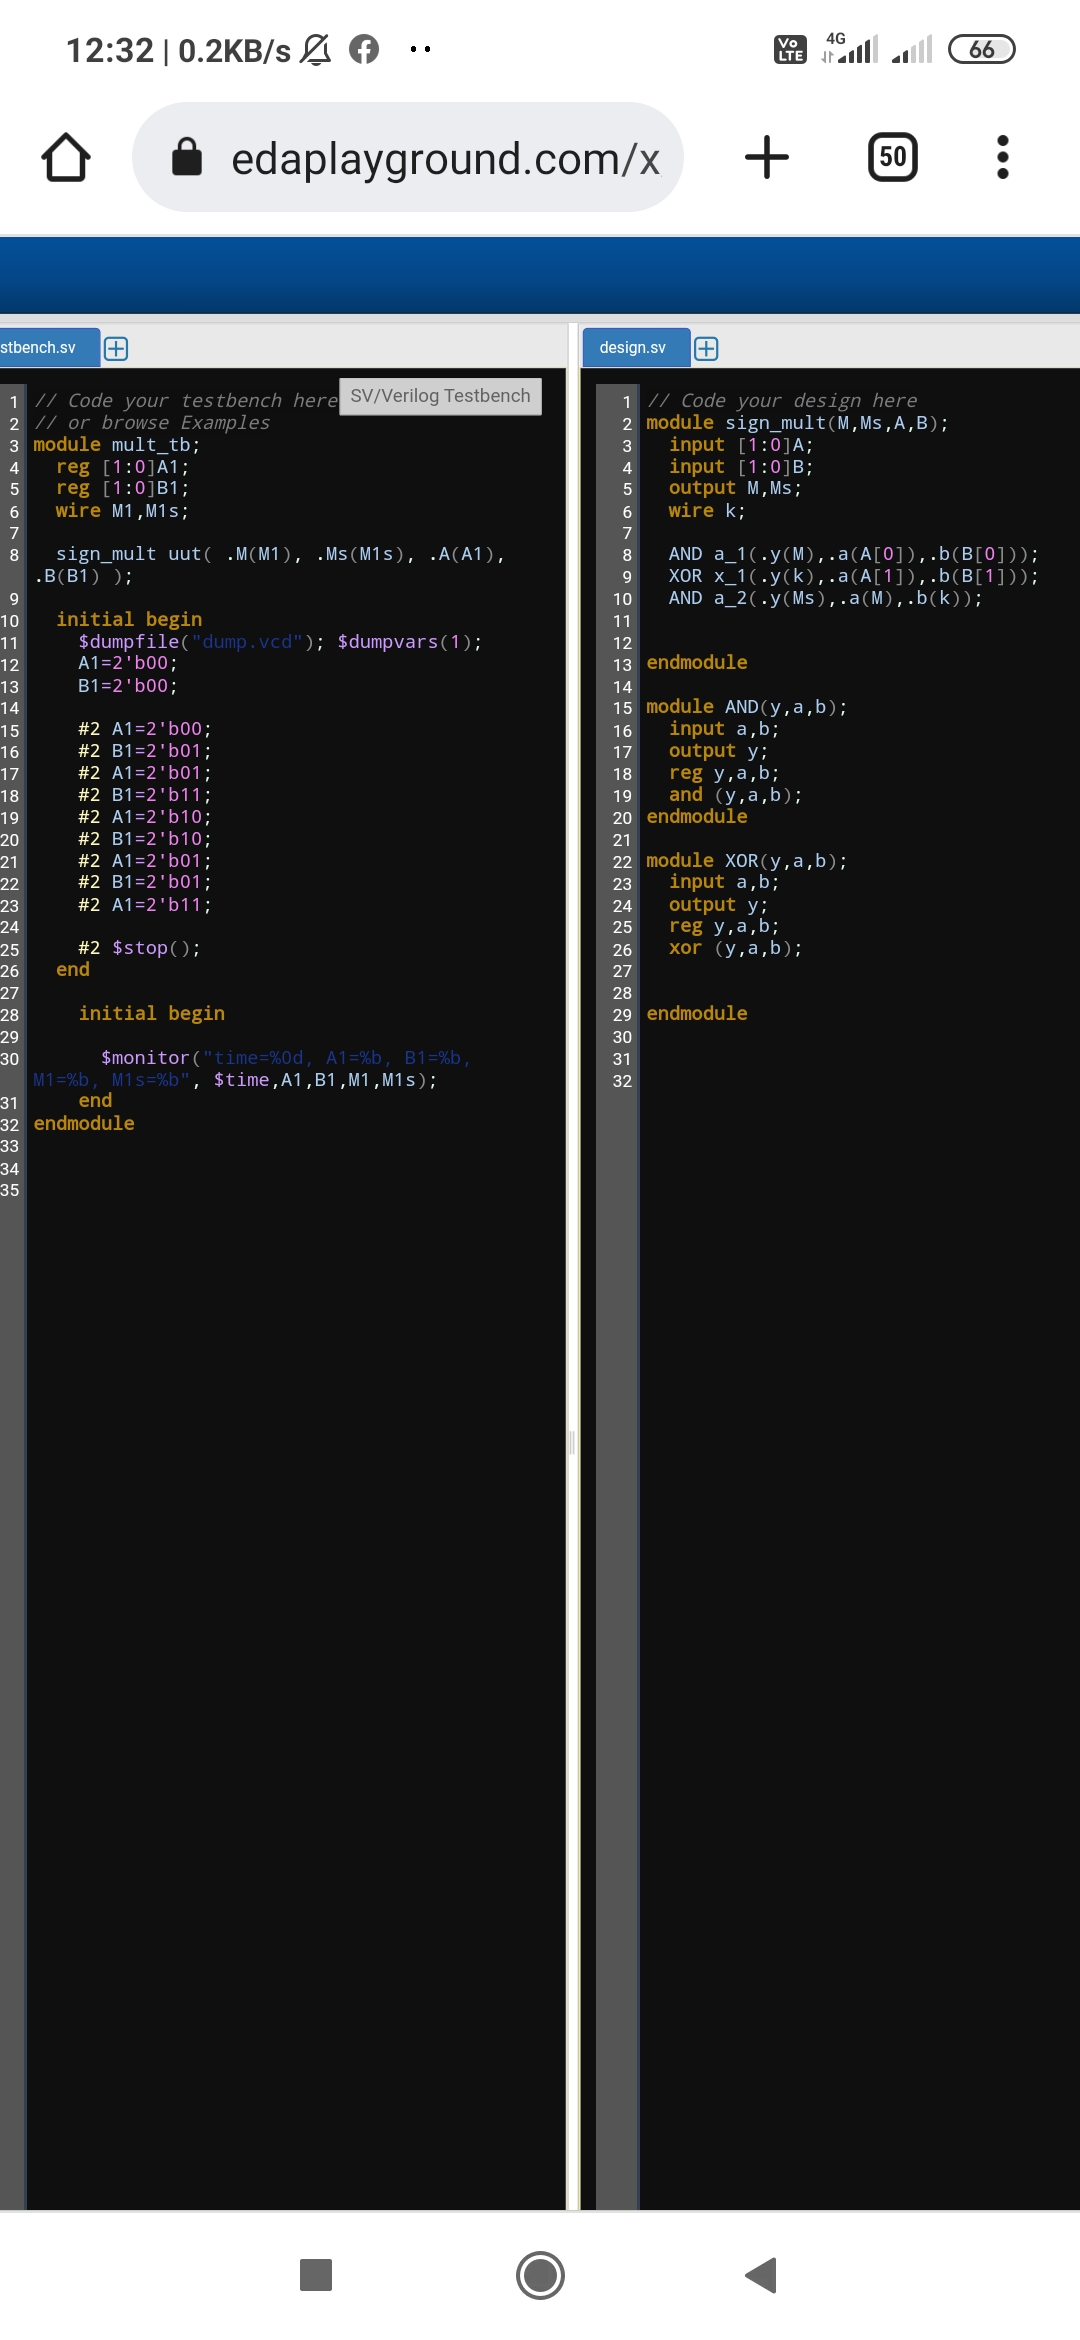 12:32 | 0.2KB/s
Vo LTE 4G 66
edaplayground.com/x
50
stbench.sv
1 // Code your testbench here
SV/Verilog Testbench
2 // or browse Examples
3 module mult_tb;
4 reg [1:0]A1;
5 reg [1:0]B1;
6 wire M1,M1s;
7
8 sign_mult uut( .M(M1), .Ms(M1s), .A(A1),
.B(B1) );
9
10 initial begin
11 $dumpfile("dump.vcd"); $dumpvars(1);
12 A1=2'b00;
13 B1=2'b00;
14
15 #2 A1=2'b00;
16 #2 B1=2'b01;
17 #2 A1=2'b01;
18 #2 B1=2'b11;
19 #2 A1=2'b10;
20 #2 B1=2'b10;
21 #2 A1=2'b01;
22 #2 B1=2'b01;
23 #2 A1=2'b11;
24
25 #2 $stop();
26 end
27
28 initial begin
29
30 $monitor("time=%0d, A1=%b, B1=%b,
M1=%b, M1s=%b", $time,A1,B1,M1,M1s);
31 end
32 endmodule
33
34
35
design.sv
1 // Code your design here
2 module sign_mult(M,Ms,A,B);
3 input [1:0]A;
4 input [1:0]B;
5 output M,Ms;
6 wire k;
7
8 AND a_1(.y(M),.a(A[0]),.b(B[0]));
9 XOR x_1(.y(k),.a(A[1]),.b(B[1]));
10 AND a_2(.y(Ms),.a(M),.b(k));
11
12
13 endmodule
14
15 module AND(y,a,b);
16 input a,b;
17 output y;
18 reg y,a,b;
19 and (y,a,b);
20 endmodule
21
22 module XOR(y,a,b);
23 input a,b;
24 output y;
25 reg y,a,b;
26 xor (y,a,b);
27
28
29 endmodule
30
31
32